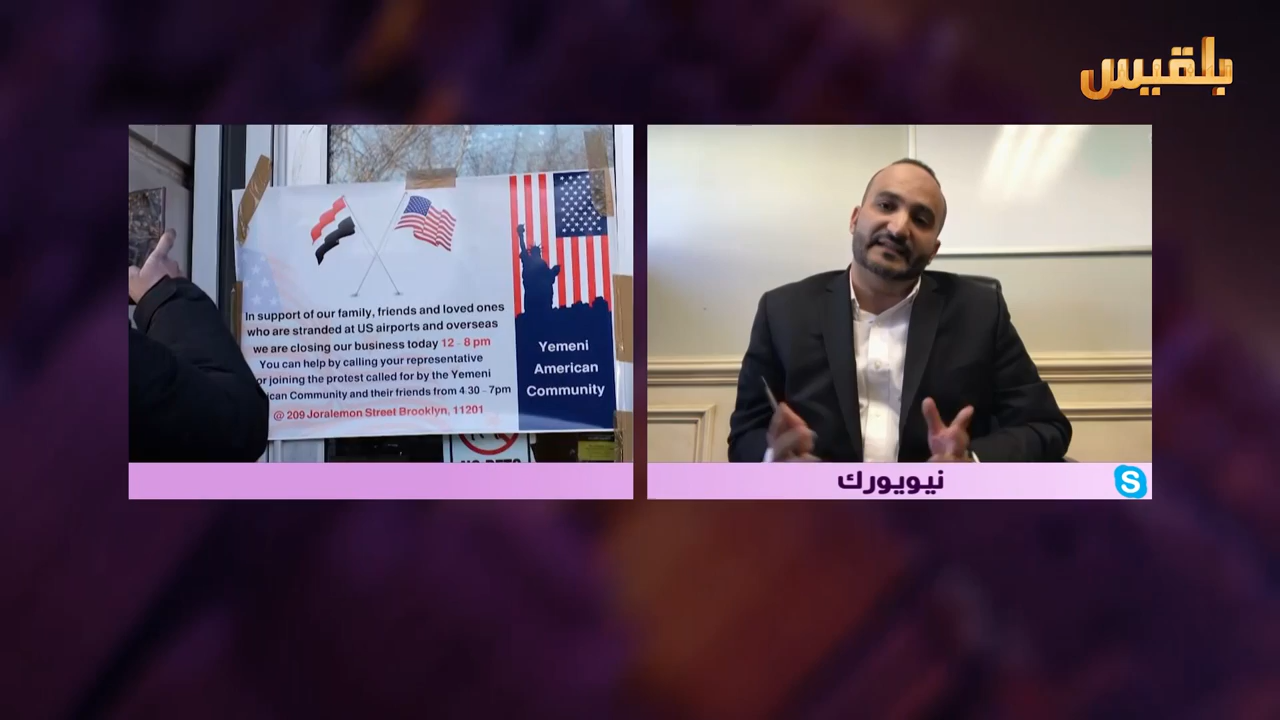 بلقيس
In support of our family, friends and loved ones
who are stranded at US airports and overseas
we are closing our business today 12 - 8 pm
You can help by calling your representative
or joining the protest called for by the Yemeni
ican Community and their friends from 4 30 - 7pm
@ 209 Joralemon Street Brooklyn, 11201
Yemeni
American
Community
NO PETS
نيويورك
S